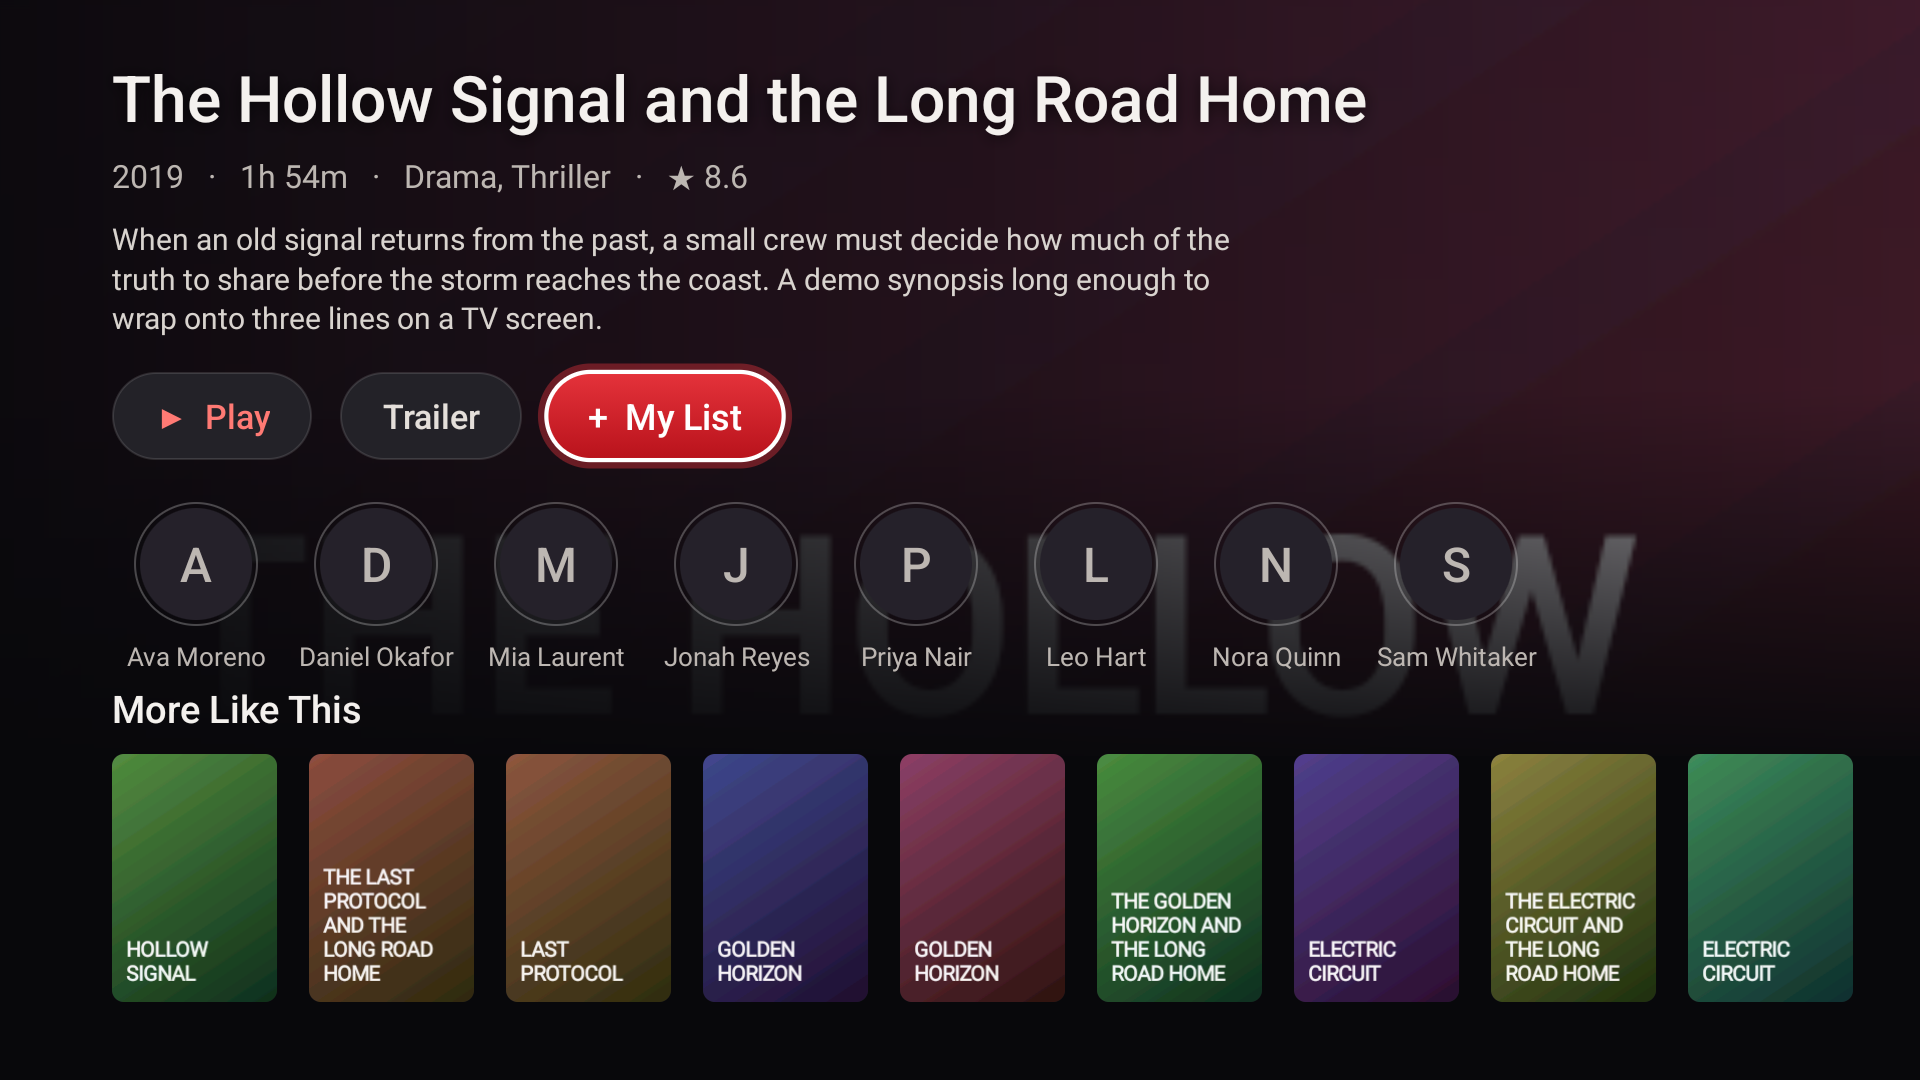 The Hollow Signal and the Long Road Home
2019 · 1h 54m · Drama, Thriller · ★ 8.6
When an old signal returns from the past, a small crew must decide how much of the
truth to share before the storm reaches the coast. A demo synopsis long enough to
wrap onto three lines on a TV screen.
► Play
Trailer
+ My List
THE HOLLOW
A
D
M
J
P
L
N
S
Ava Moreno
Daniel Okafor
Mia Laurent
Jonah Reyes
Priya Nair
Leo Hart
Nora Quinn
Sam Whitaker
More Like This
HOLLOW
SIGNAL
THE LAST
PROTOCOL
AND THE
LONG ROAD
HOME
LAST
PROTOCOL
GOLDEN
HORIZON
GOLDEN
HORIZON
THE GOLDEN
HORIZON AND
THE LONG
ROAD HOME
ELECTRIC
CIRCUIT
THE ELECTRIC
CIRCUIT AND
THE LONG
ROAD HOME
ELECTRIC
CIRCUIT